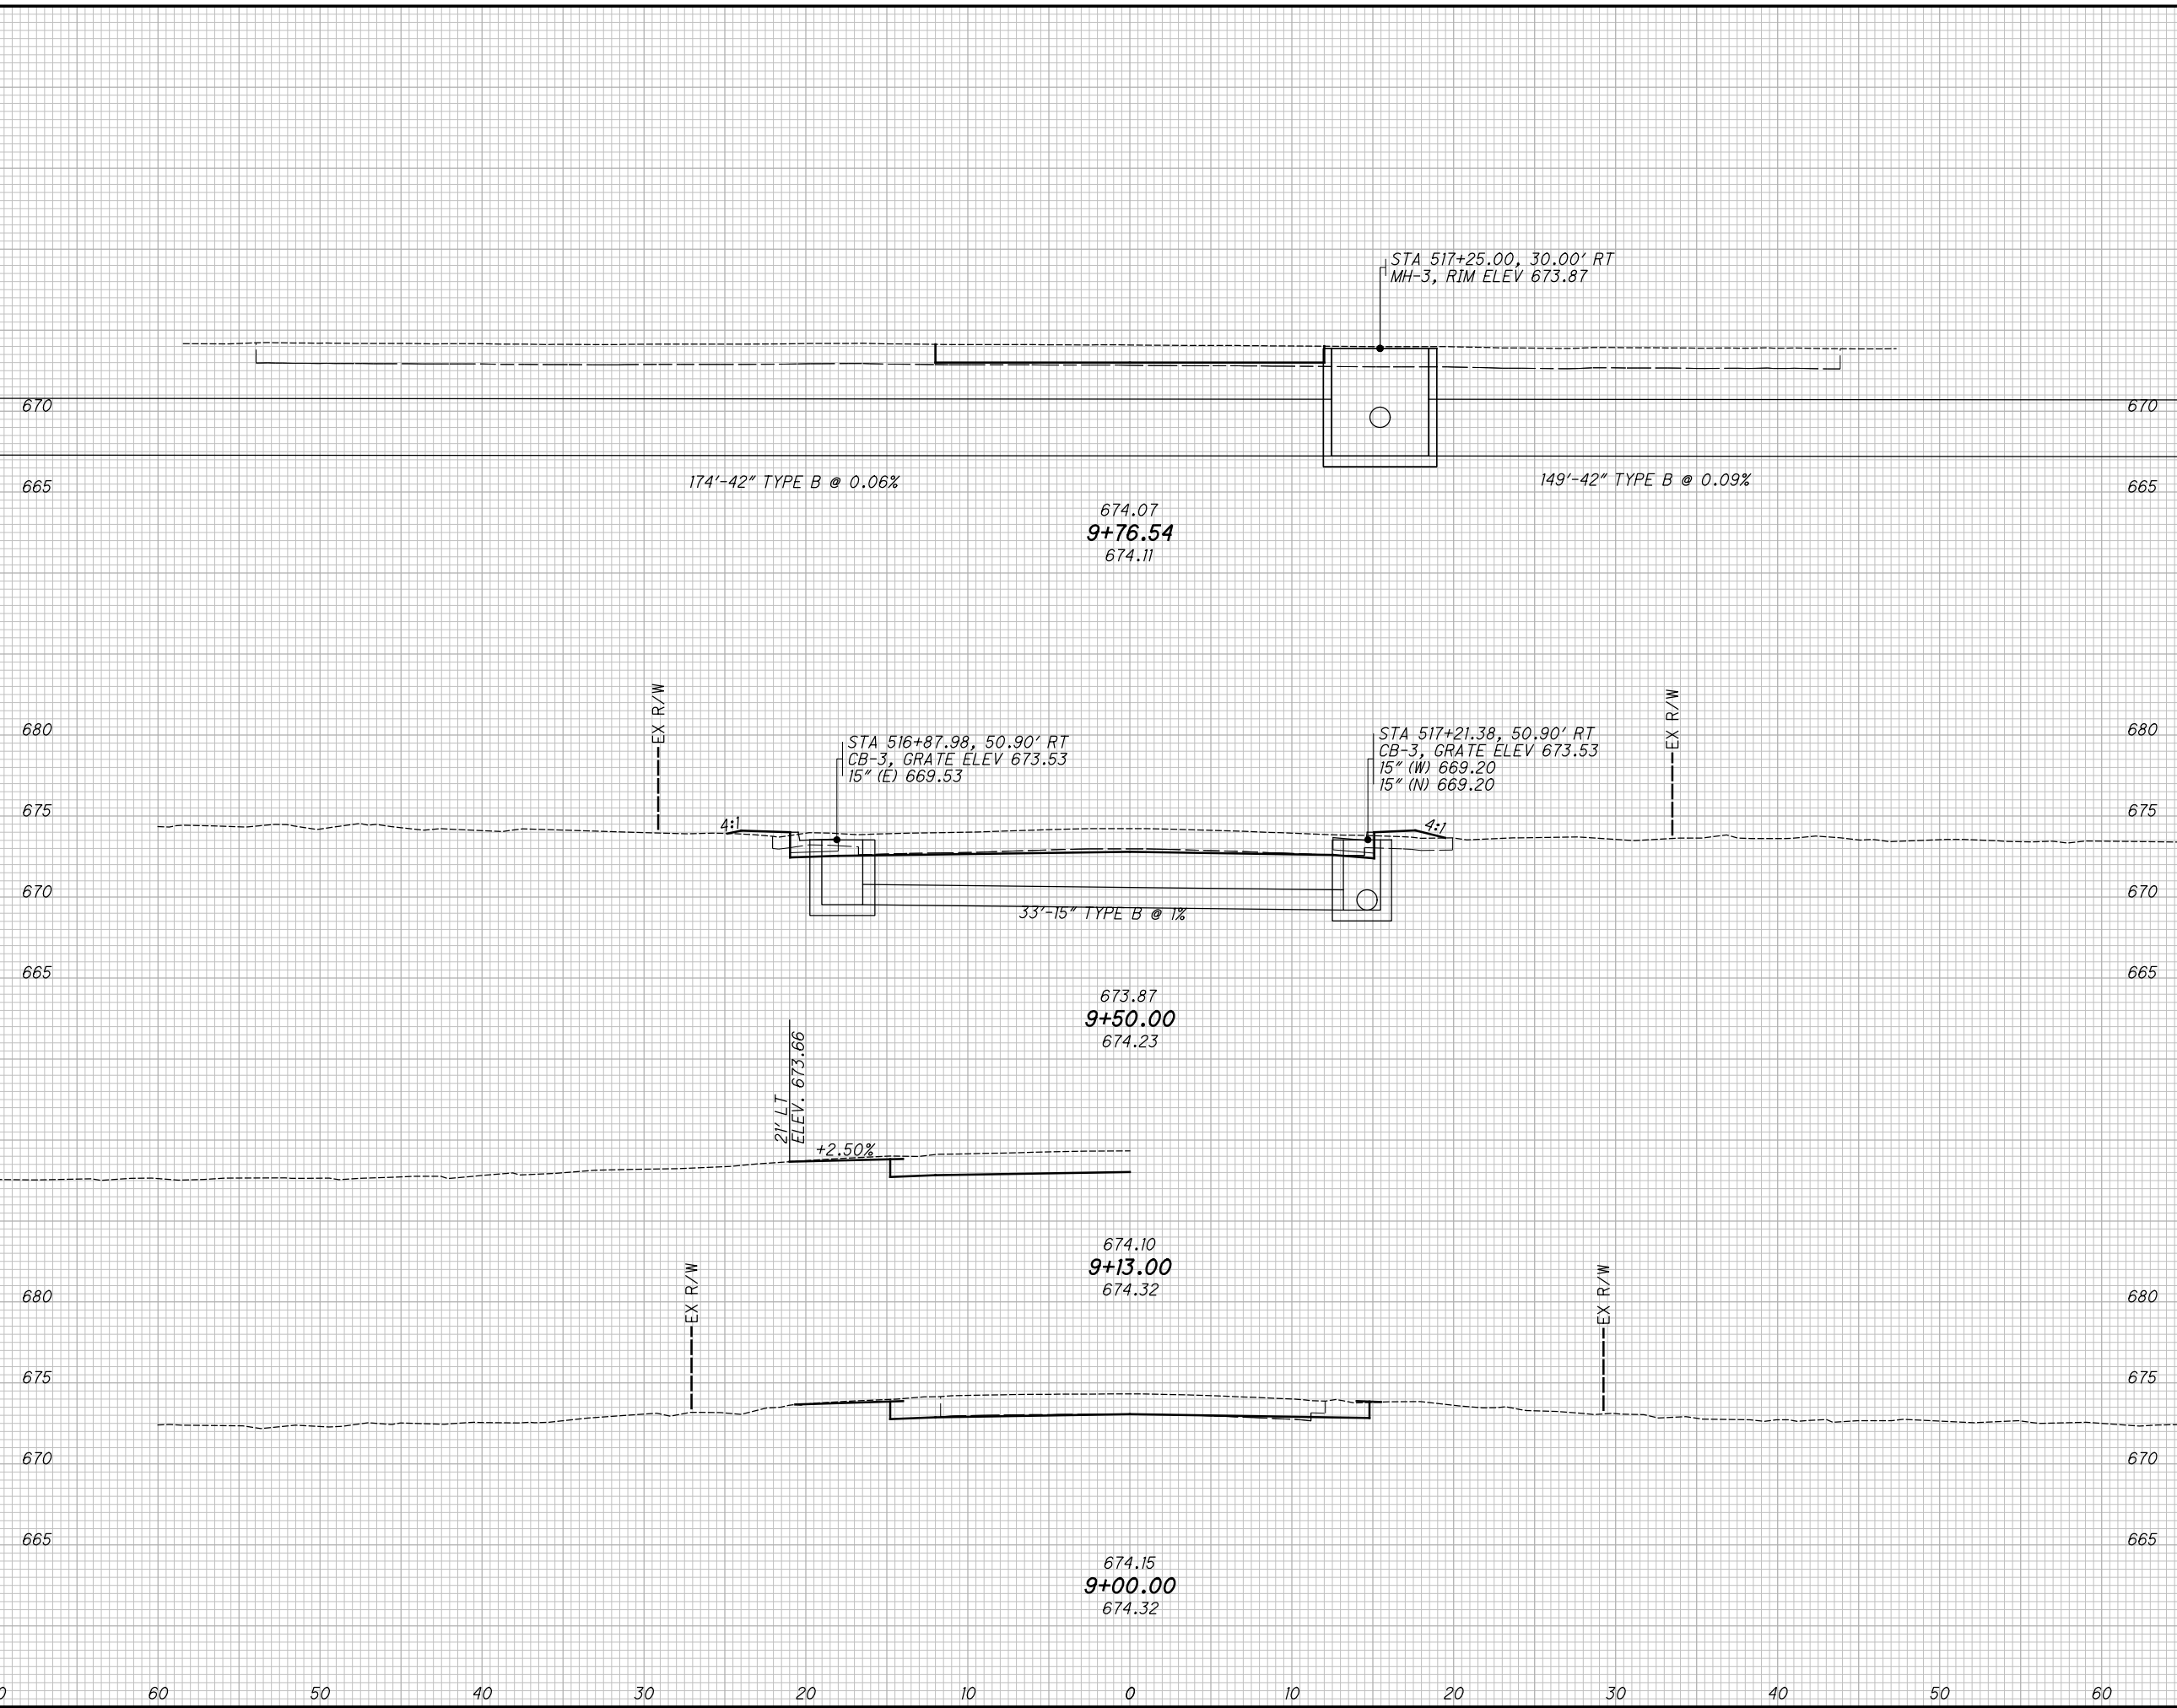 STA 517+25.00, 30.00' RT
MH-3, RIM ELEV 673.87
670
670
174'-42" TYPE B @ 0.06%
149'-42" TYPE B @ 0.09%
665
665
674.07
9+76.54
674.11
EX R/W
EX R/W
680
680
STA 516+87.98, 50.90' RT
CB-3, GRATE ELEV 673.53
15" (E) 669.53
STA 517+21.38, 50.90' RT
CB-3, GRATE ELEV 673.53
15" (W) 669.20
15" (N) 669.20
675
675
4:1
4:1
670
670
33'-15" TYPE B @ 1%
665
665
673.87
9+50.00
674.23
21' LT
ELEV. 673.66
+2.50%
674.10
9+13.00
674.32
EX R/W
EX R/W
680
680
675
675
670
670
665
665
674.15
9+00.00
674.32
0 60 50 40 30 20 10 0 10 20 30 40 50 60